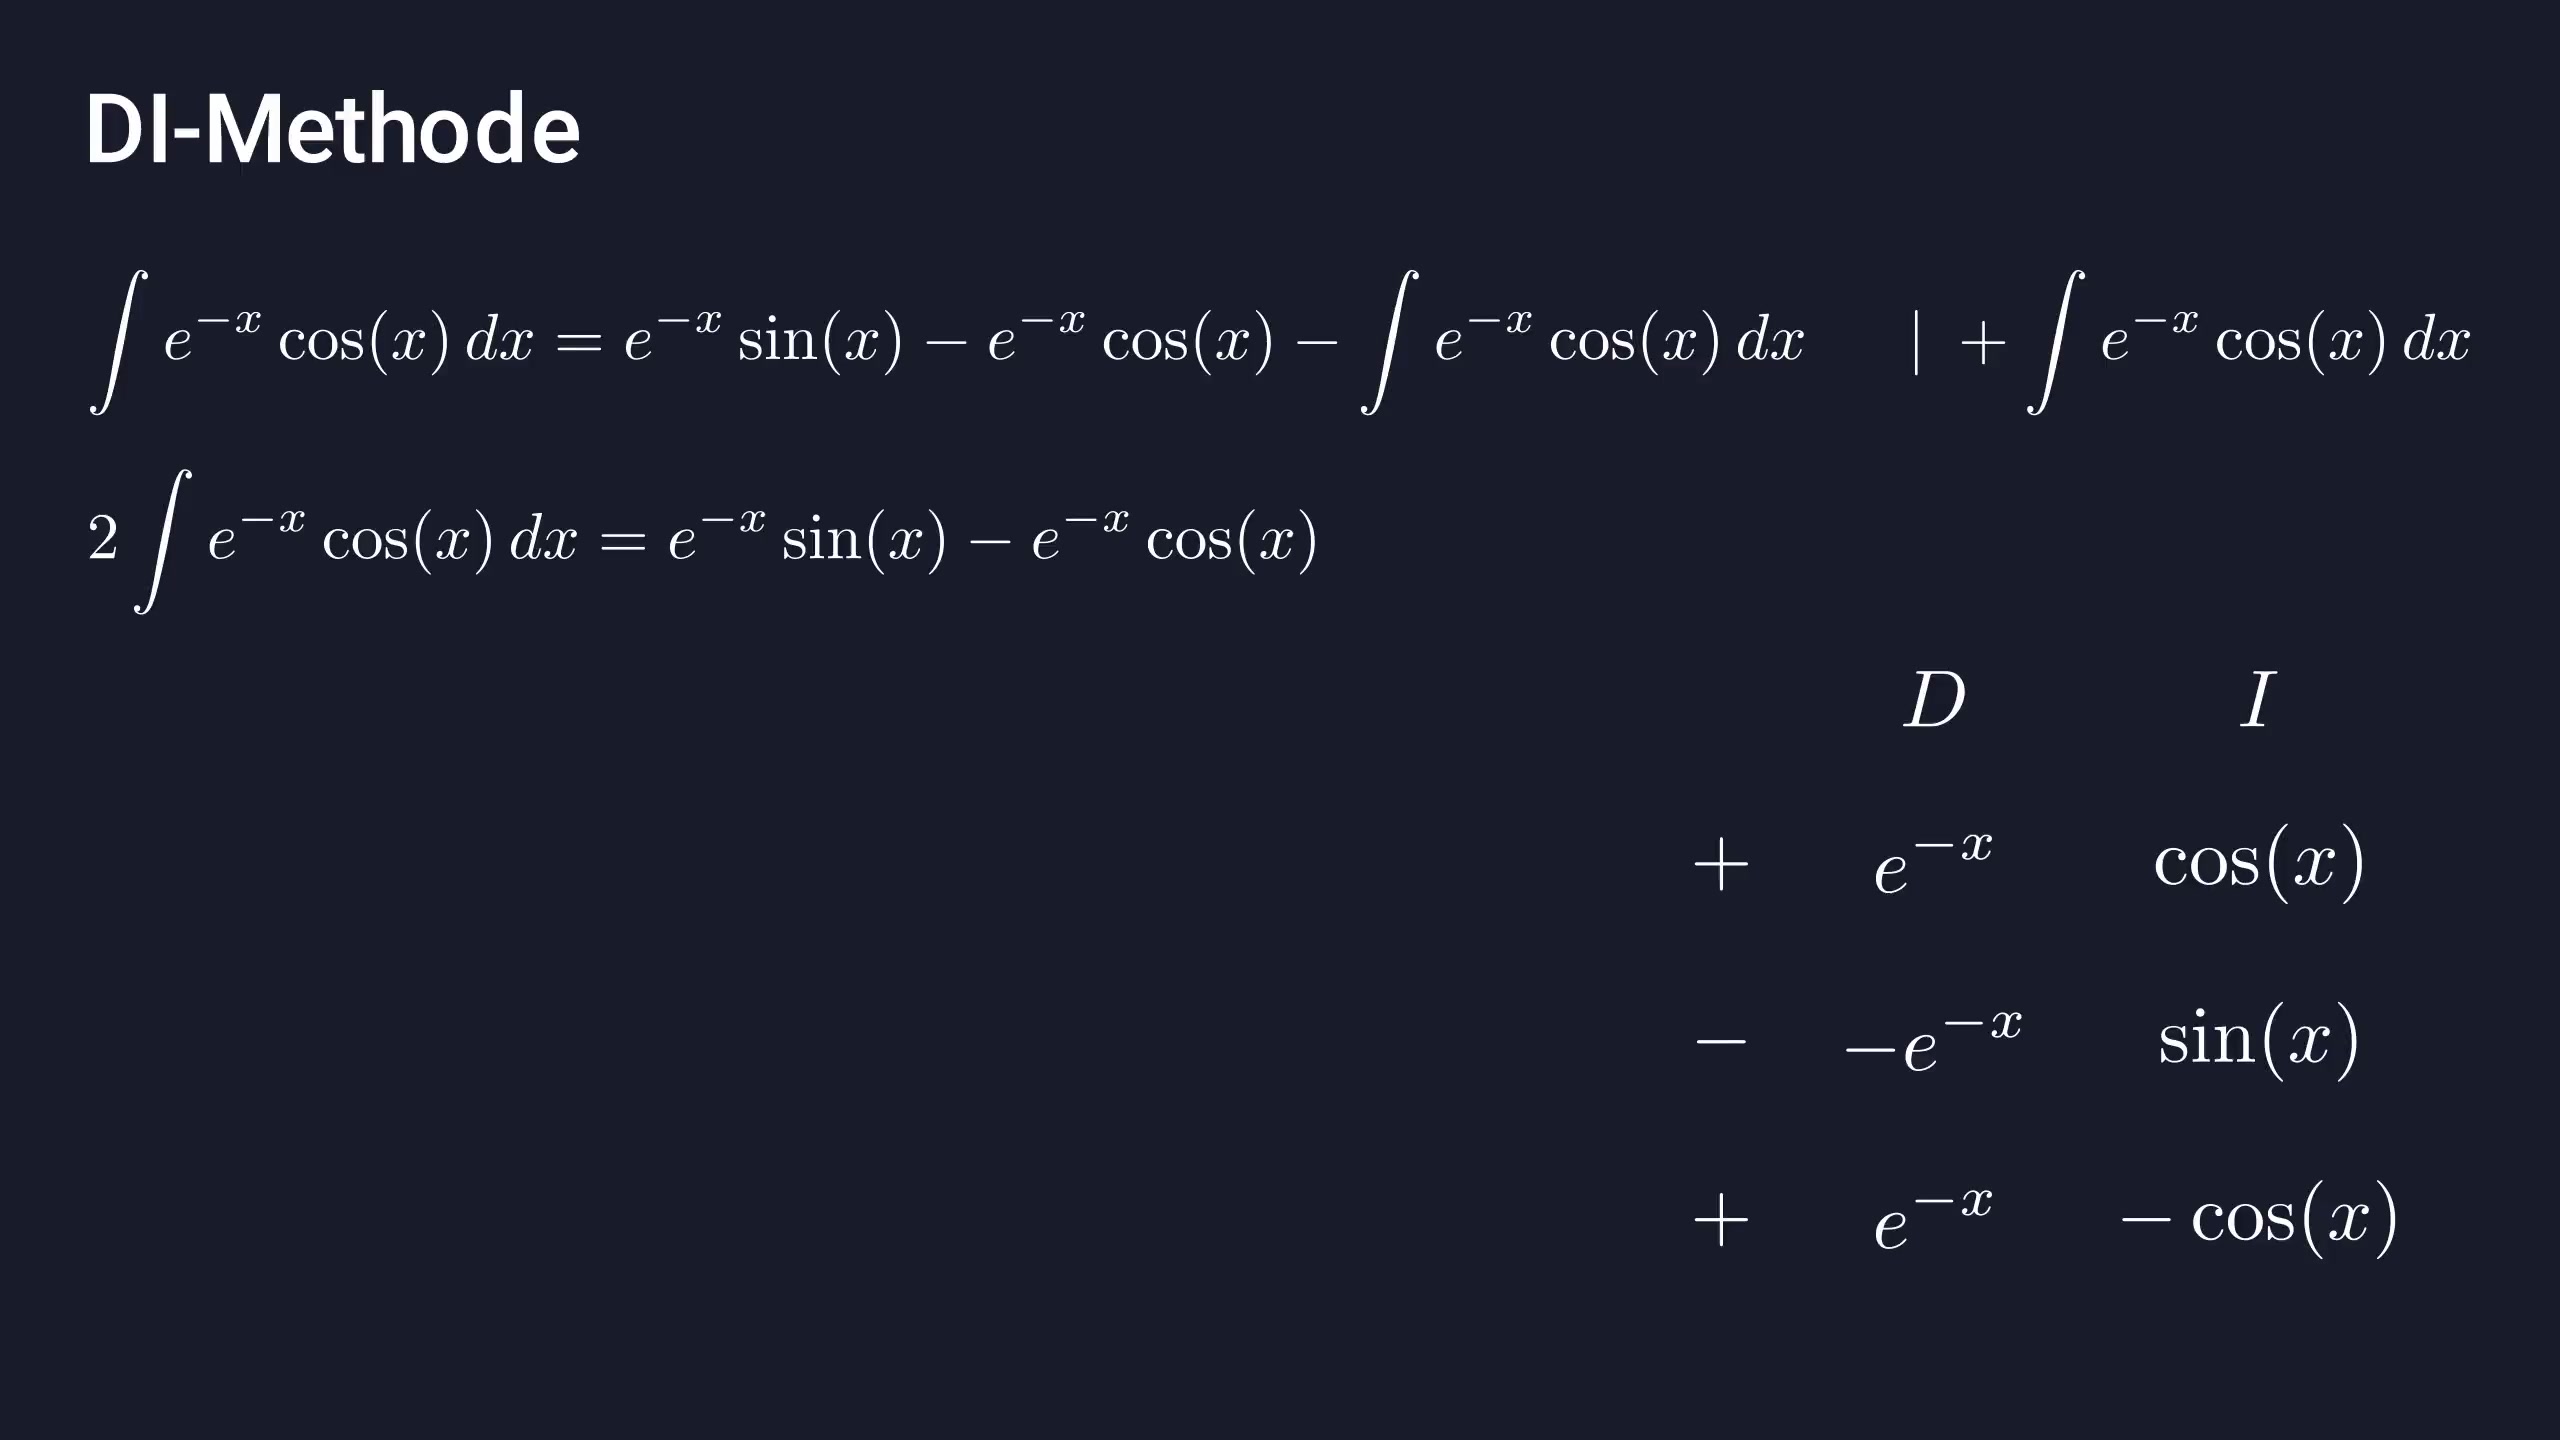 DI-Methode
∫ e^{-x} cos(x) dx = e^{-x} sin(x) − e^{-x} cos(x) − ∫ e^{-x} cos(x) dx | + ∫ e^{-x} cos(x) dx
2 ∫ e^{-x} cos(x) dx = e^{-x} sin(x) − e^{-x} cos(x)
D I
+ e^{-x} cos(x)
− −e^{-x} sin(x)
+ e^{-x} − cos(x)